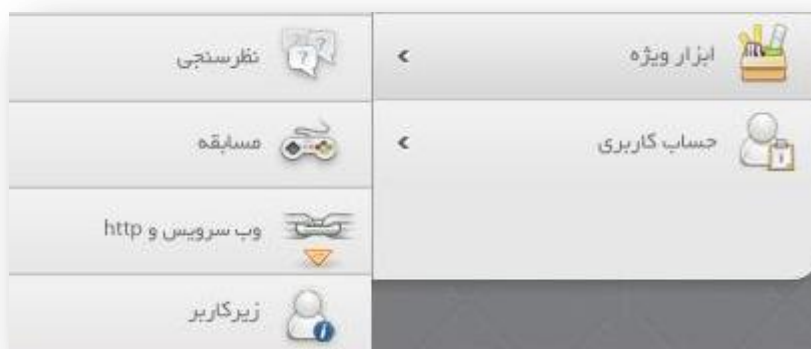 ابزار ویژه
حساب کاربری
نظرسنجی
مسابقه
وب سرویس و http
زیرکاربر